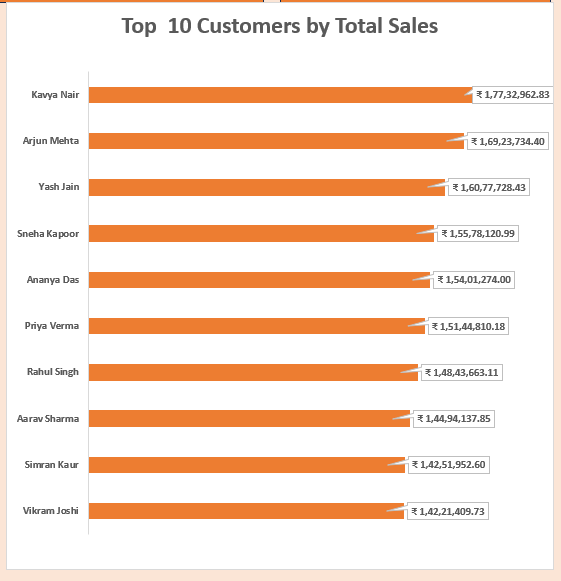 Top  10 Customers by Total Sales
Kavya Nair ₹ 1,77,32,962.83
Arjun Mehta ₹ 1,69,23,734.40
Yash Jain ₹ 1,60,77,728.43
Sneha Kapoor ₹ 1,55,78,120.99
Ananya Das ₹ 1,54,01,274.00
Priya Verma ₹ 1,51,44,810.18
Rahul Singh ₹ 1,48,43,663.11
Aarav Sharma ₹ 1,44,94,137.85
Simran Kaur ₹ 1,42,51,952.60
Vikram Joshi ₹ 1,42,21,409.73